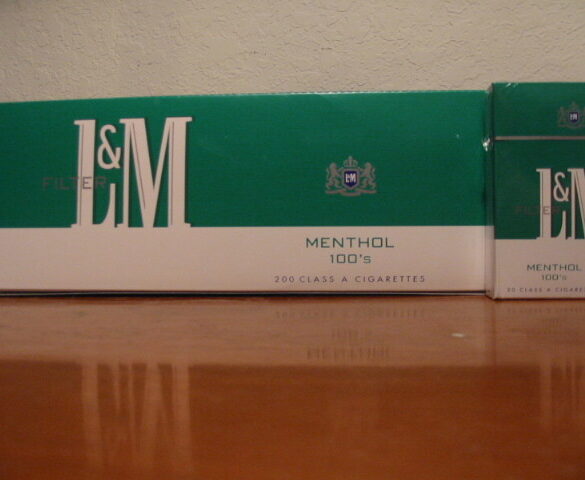 L&M
FILTER
L&M
MENTHOL
100's
200 CLASS A CIGARETTES
L&M
FILTER
L&M
MENTHOL
100's
20 CLASS A